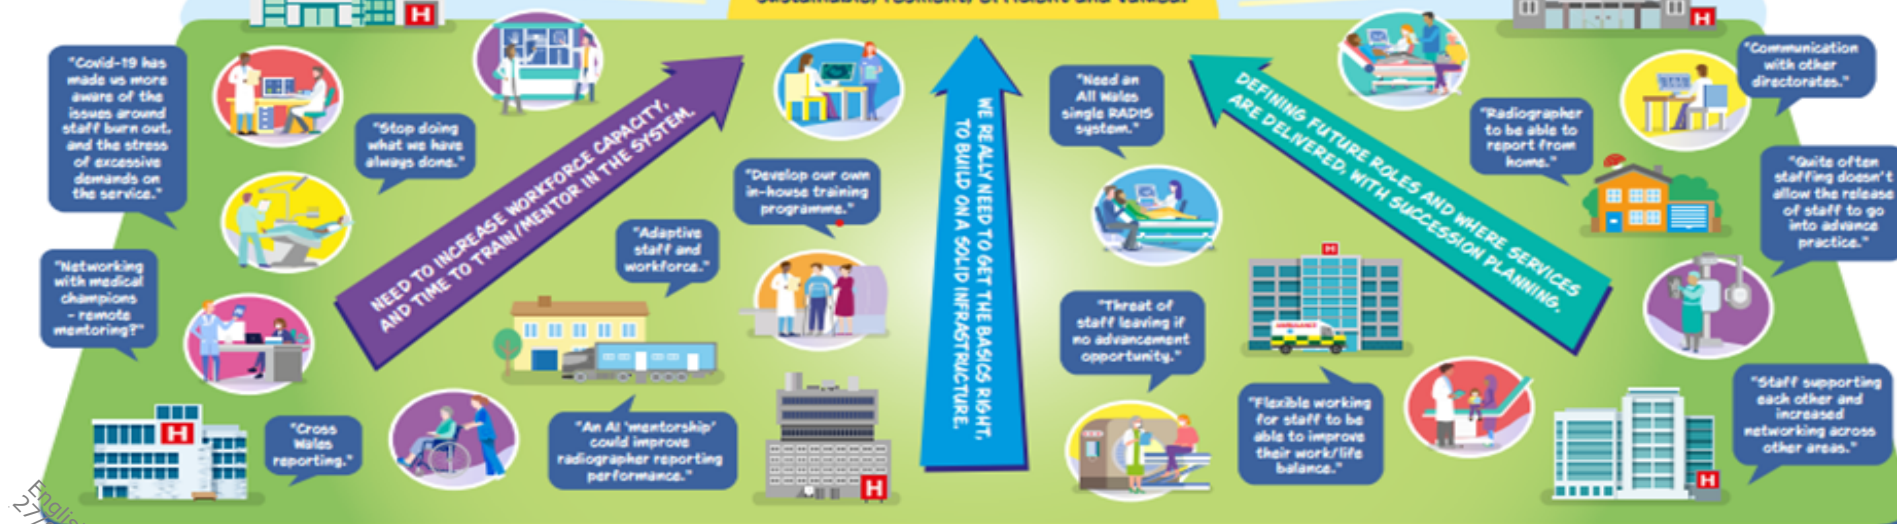 Sustainable, resilient, efficient and valued.
H
H
"Covid-19 has
made us more
aware of the
issues around
staff burn out,
and the stress
of excessive
demands on
the service."
"Stop doing
what we have
always done."
"Networking
with medical
champions
– remote
mentoring?"
NEED TO INCREASE WORKFORCE CAPACITY,
AND TIME TO TRAIN/MENTOR IN THE SYSTEM.
"Adaptive
staff and
workforce."
"Develop our own
in-house training
programme."
H
"Cross
Wales
reporting."
"An AI 'mentorship'
could improve
radiographer reporting
performance."
H
WE REALLY NEED TO GET THE BASICS RIGHT,
TO BUILD ON A SOLID INFRASTRUCTURE.
"Need an
All Wales
single RADIS
system."
"Threat of
staff leaving if
no advancement
opportunity."
H
AMBULANCE
"Flexible working
for staff to be
able to improve
their work/life
balance."
DEFINING FUTURE ROLES AND WHERE SERVICES
ARE DELIVERED, WITH SUCCESSION PLANNING.
"Communication
with other
directorates."
"Radiographer
to be able to
report from
home."
"Quite often
staffing doesn't
allow the release
of staff to go
into advance
practice."
"Staff supporting
each other and
increased
networking across
other areas."
H